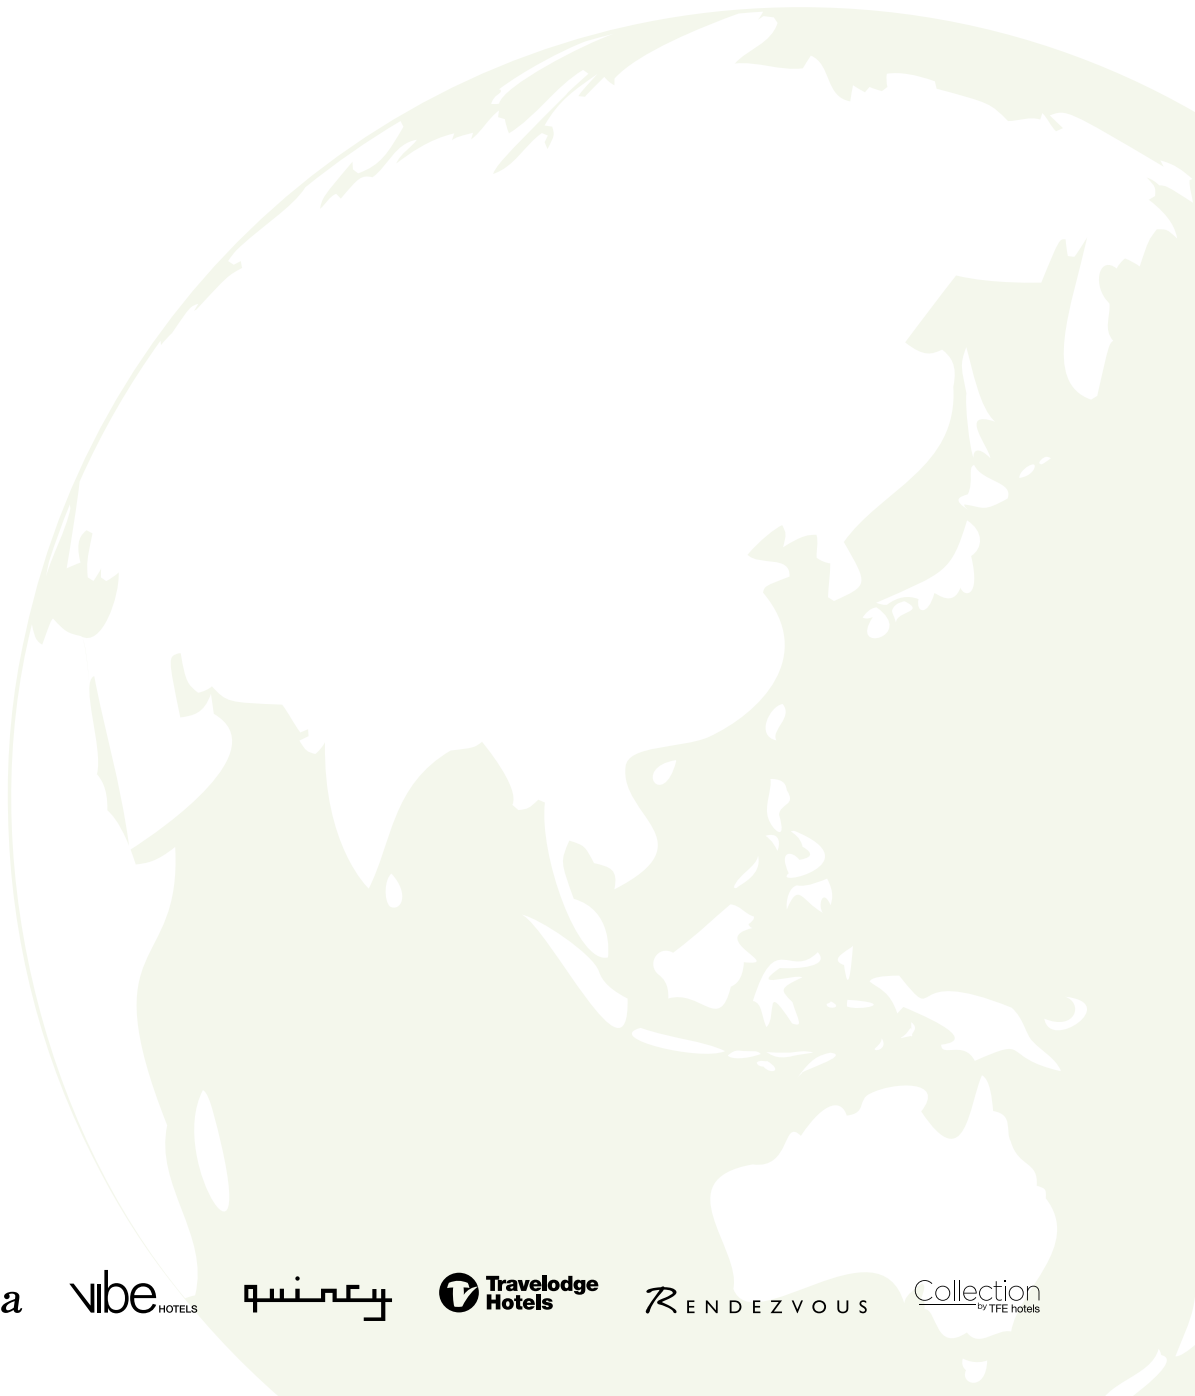 a
vibe HOTELS
quincy
Travelodge
Hotels
RENDEZVOUS
Collection
by TFE hotels